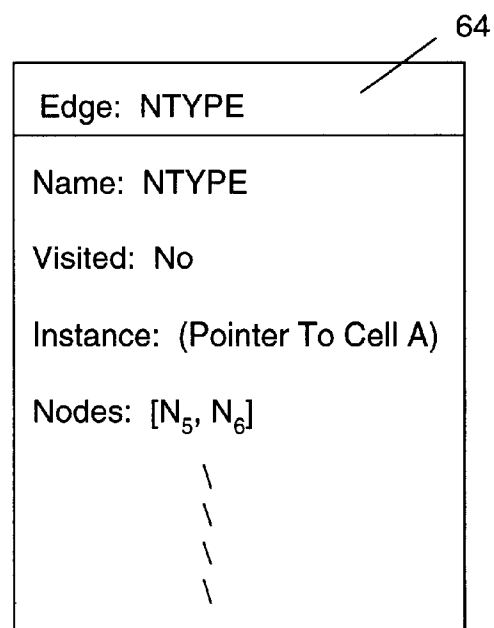 64
Edge: NTYPE
Name: NTYPE
Visited: No
Instance: (Pointer To Cell A)
Nodes: [N₅, N₆]